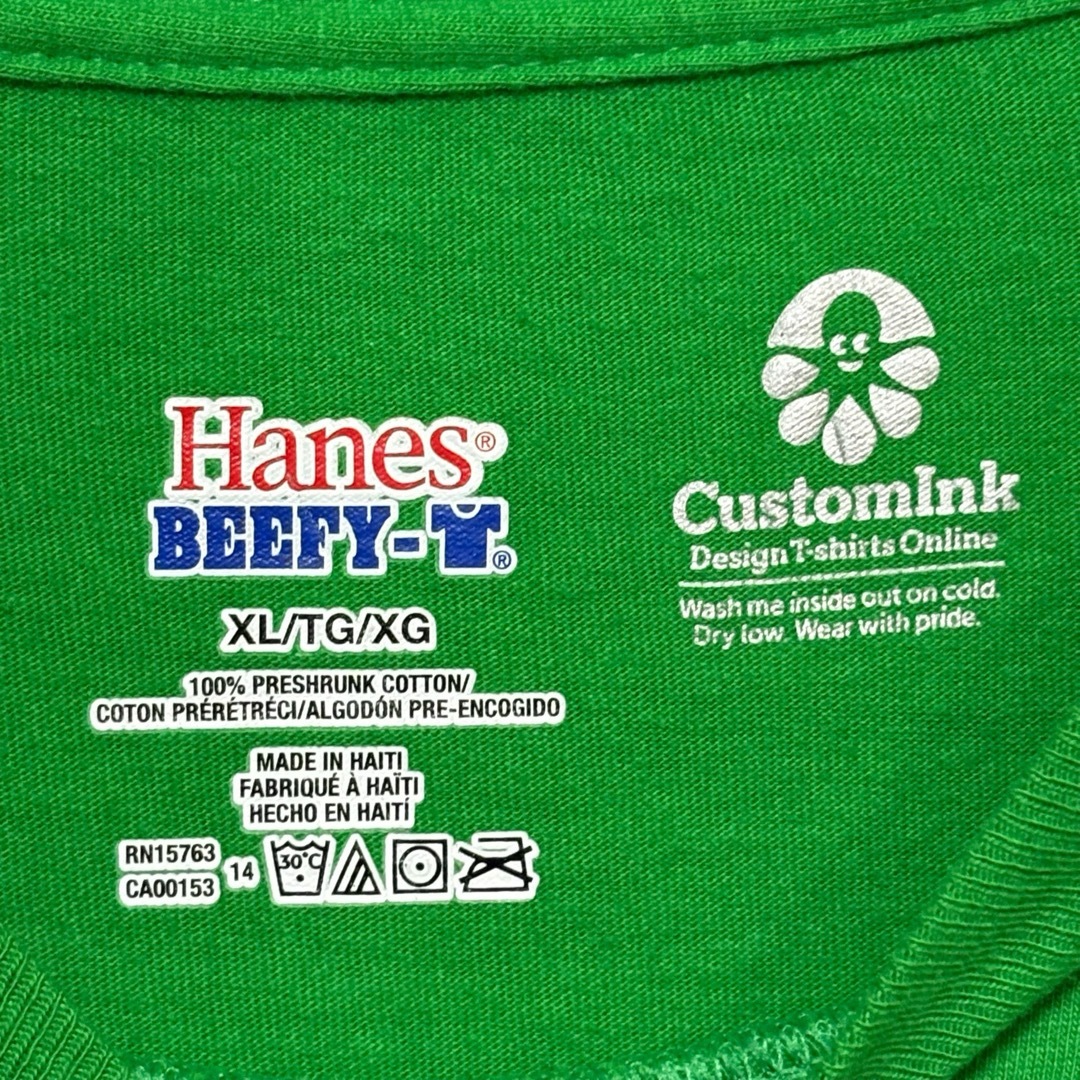 Hanes®
BEEFY-T®
XL/TG/XG
100% PRESHRUNK COTTON/
COTON PRÉRÉTRÉCI/ALGODÓN PRE-ENCOGIDO
MADE IN HAITI
FABRIQUÉ À HAÏTI
HECHO EN HAITÍ
RN15763
CA00153
14
30°C
CustomInk
Design T-shirts Online
Wash me inside out on cold.
Dry low. Wear with pride.